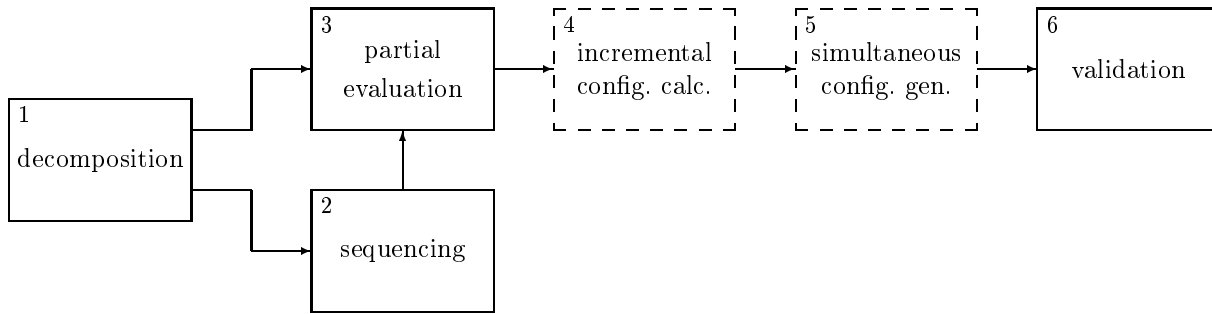 1
decomposition
2
sequencing
3
partial
evaluation
4
incremental
config. calc.
5
simultaneous
config. gen.
6
validation